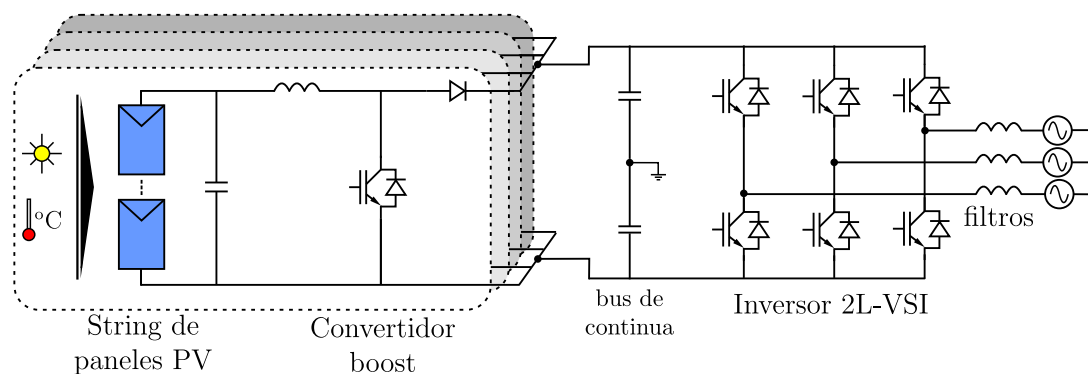 °C
filtros
bus de
continua
Inversor 2L-VSI
String de
paneles PV
Convertidor
boost